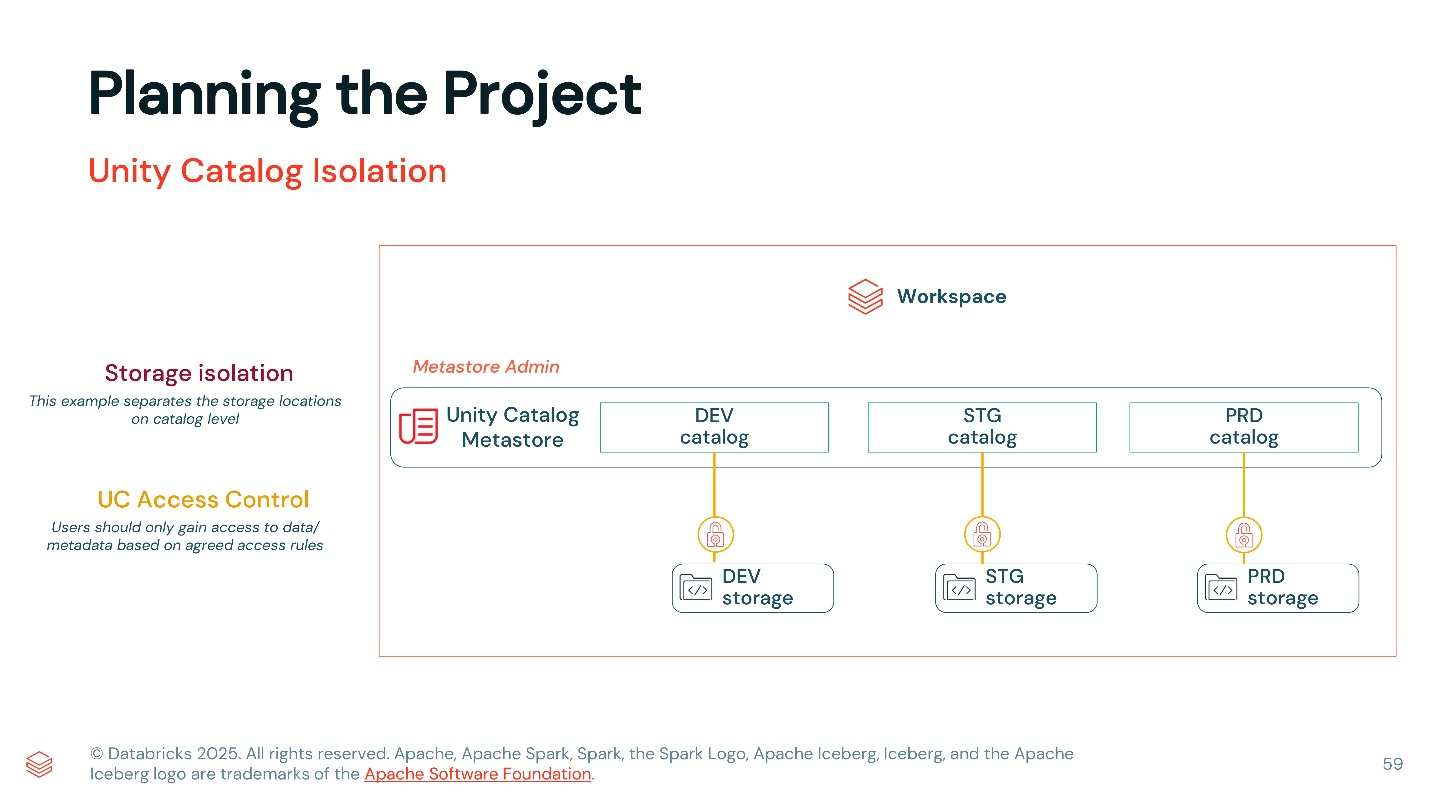 Planning the Project
Unity Catalog Isolation
Workspace
Storage isolation
This example separates the storage locations
on catalog level
UC Access Control
Users should only gain access to data/
metadata based on agreed access rules
Metastore Admin
Unity Catalog
Metastore
DEV
catalog
STG
catalog
PRD
catalog
DEV
storage
STG
storage
PRD
storage
© Databricks 2025. All rights reserved. Apache, Apache Spark, Spark, the Spark Logo, Apache Iceberg, Iceberg, and the Apache
Iceberg logo are trademarks of the Apache Software Foundation.
59